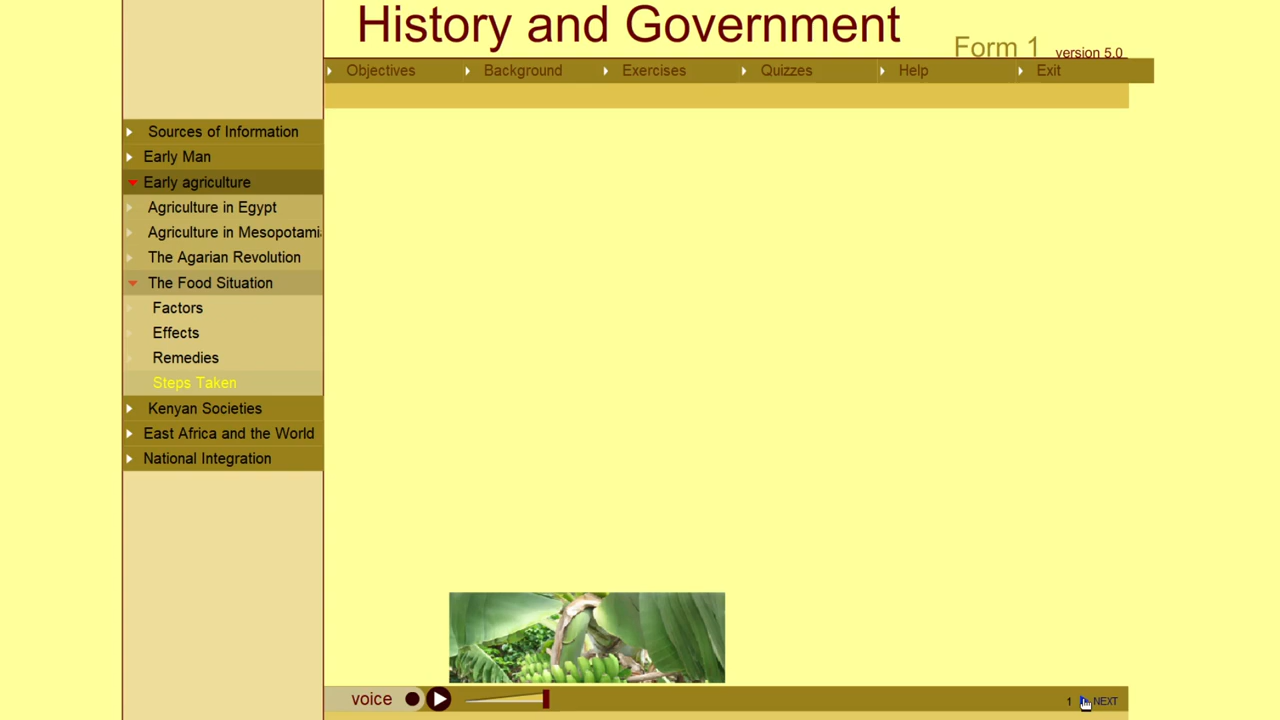 History and Government
Form 1 version 5.0
Objectives Background Exercises Quizzes Help Exit
Sources of Information
Early Man
Early agriculture
Agriculture in Egypt
Agriculture in Mesopotami
The Agarian Revolution
The Food Situation
Factors
Effects
Remedies
Steps Taken
Kenyan Societies
East Africa and the World
National Integration
voice
1 NEXT